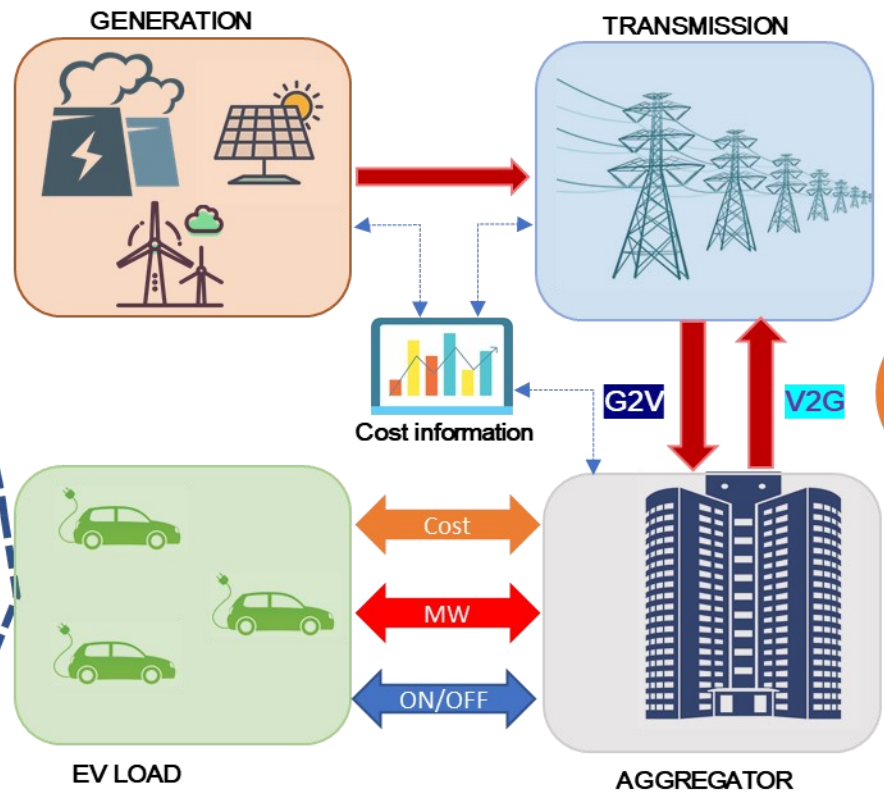 GENERATION
TRANSMISSION
G2V
V2G
Cost information
Cost
MW
ON/OFF
EV LOAD
AGGREGATOR